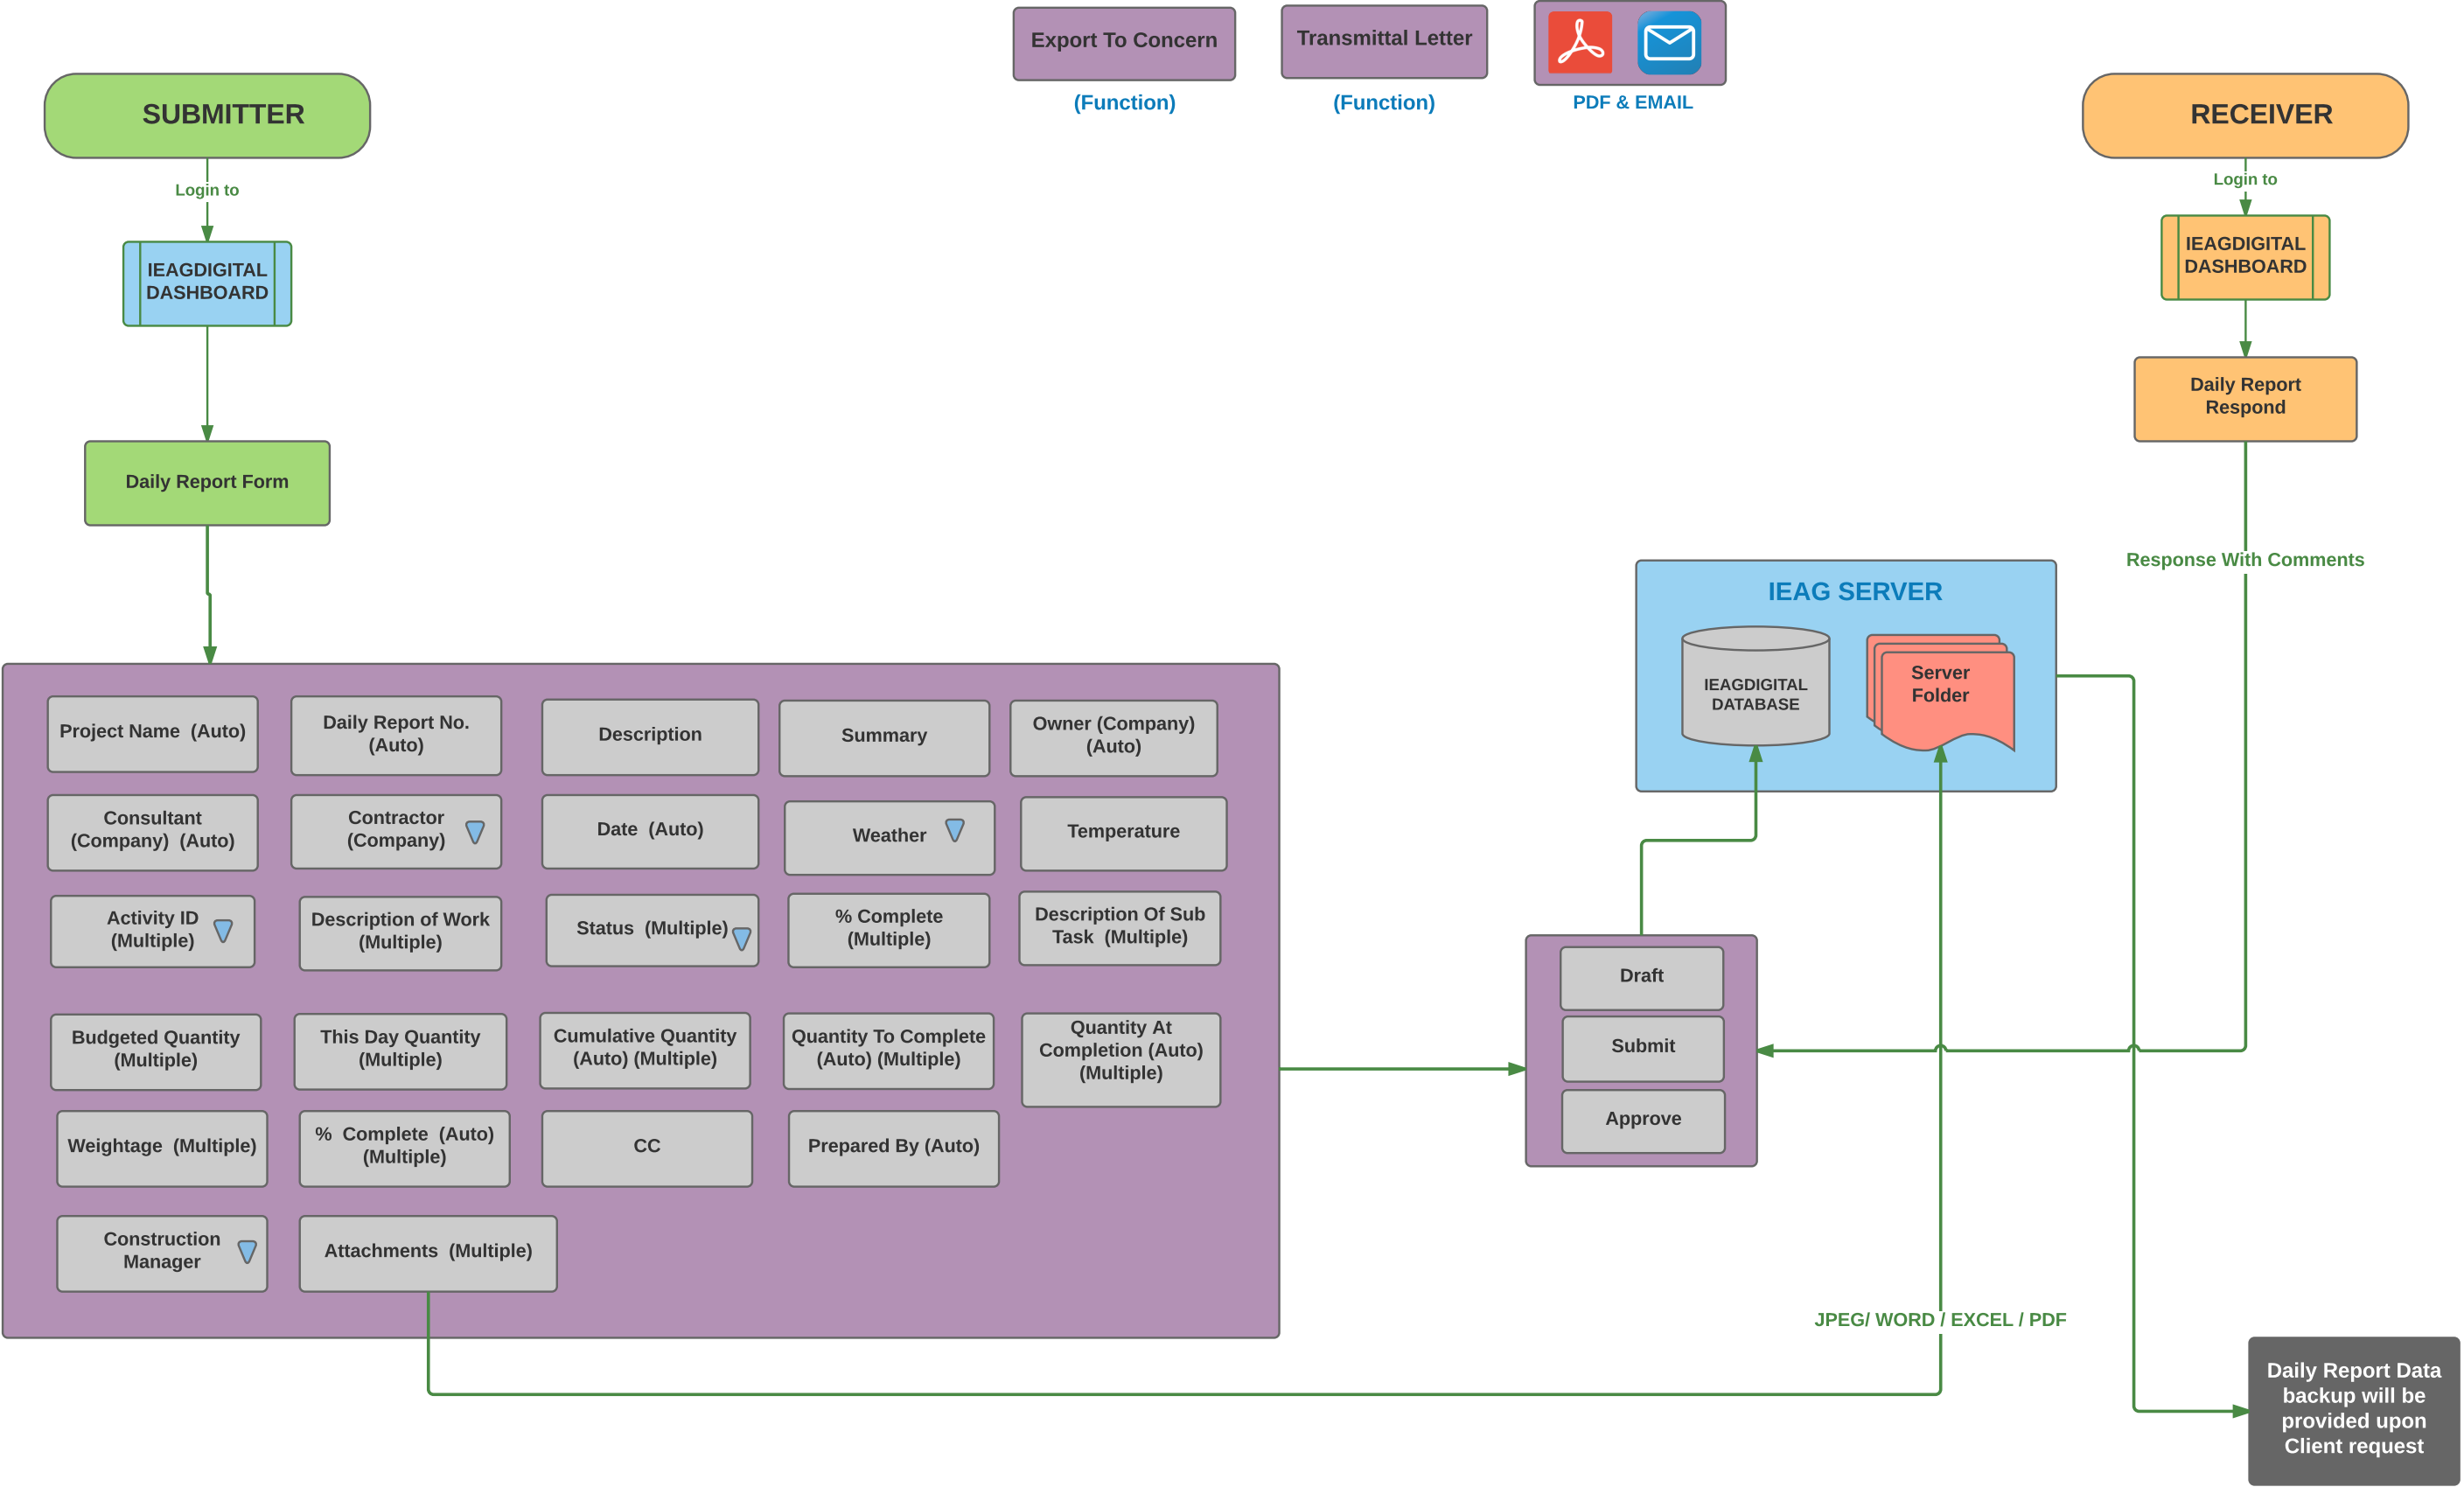 Export To Concern
Transmittal Letter
(Function)
(Function)
PDF & EMAIL
SUBMITTER
Login to
IEAGDIGITAL
DASHBOARD
Daily Report Form
RECEIVER
Login to
IEAGDIGITAL
DASHBOARD
Daily Report
Respond
Response With Comments
IEAG SERVER
IEAGDIGITAL
DATABASE
Server
Folder
Project Name (Auto)
Daily Report No.
(Auto)
Description
Summary
Owner (Company)
(Auto)
Consultant
(Company) (Auto)
Contractor
(Company)
Date (Auto)
Weather
Temperature
Activity ID
(Multiple)
Description of Work
(Multiple)
Status (Multiple)
% Complete
(Multiple)
Description Of Sub
Task (Multiple)
Budgeted Quantity
(Multiple)
This Day Quantity
(Multiple)
Cumulative Quantity
(Auto) (Multiple)
Quantity To Complete
(Auto) (Multiple)
Quantity At
Completion (Auto)
(Multiple)
Weightage (Multiple)
% Complete (Auto)
(Multiple)
CC
Prepared By (Auto)
Construction
Manager
Attachments (Multiple)
Draft
Submit
Approve
JPEG/ WORD / EXCEL / PDF
Daily Report Data
backup will be
provided upon
Client request